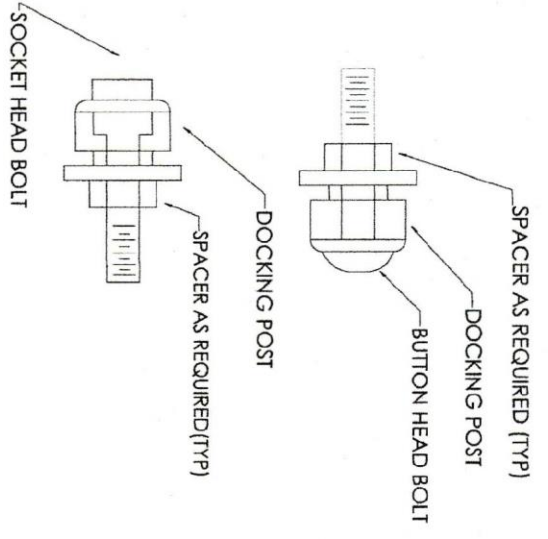 SPACER AS REQUIRED (TYP)
DOCKING POST
BUTTON HEAD BOLT
DOCKING POST
SPACER AS REQUIRED(TYP)
SOCKET HEAD BOLT